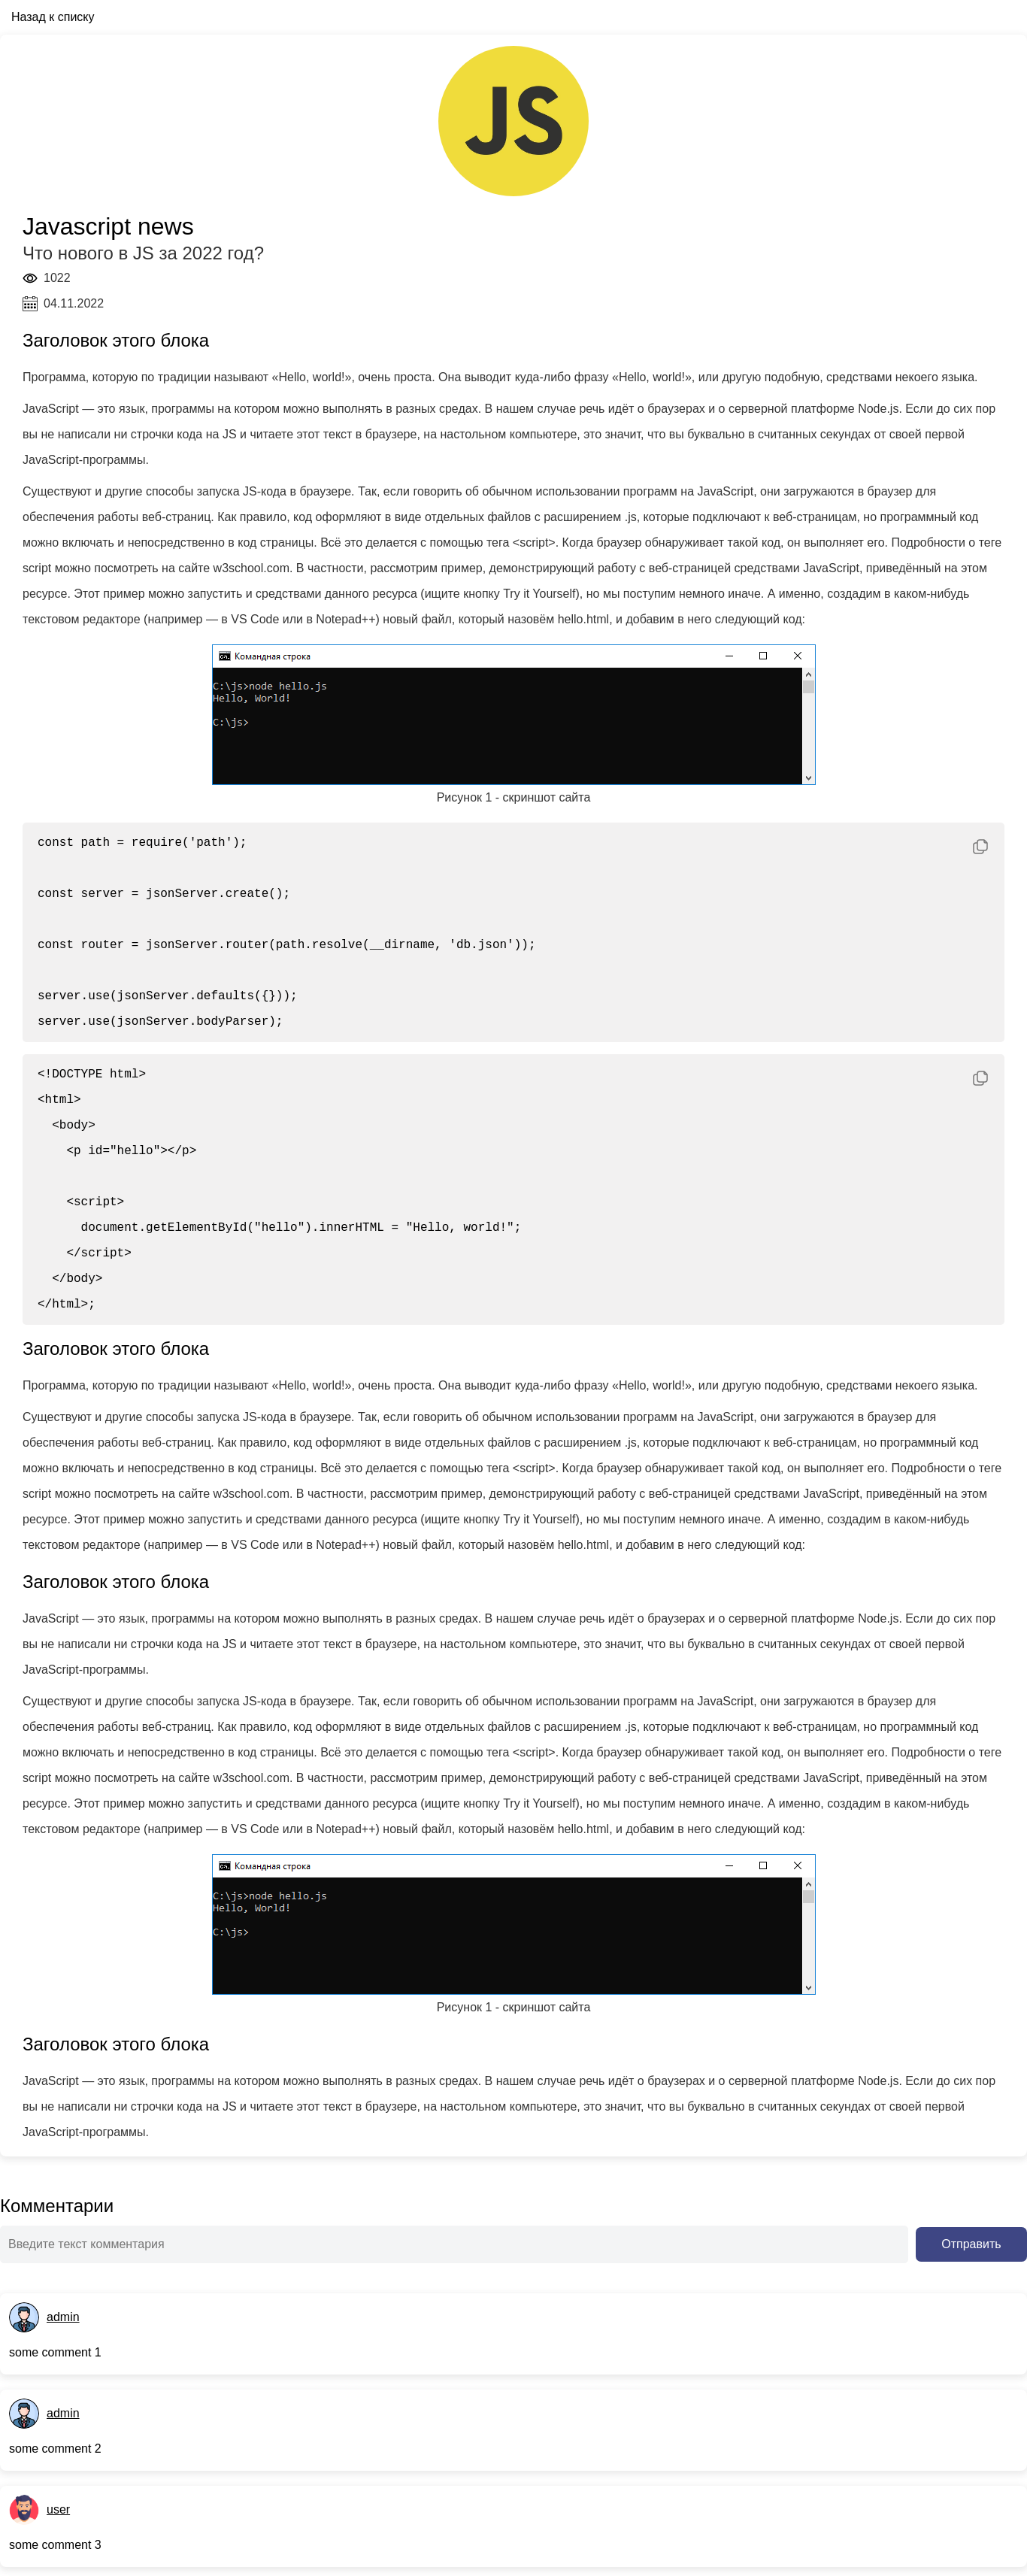 Назад к списку
JS
Javascript news
Что нового в JS за 2022 год?
1022
04.11.2022
Заголовок этого блока
Программа, которую по традиции называют «Hello, world!», очень проста. Она выводит куда-либо фразу «Hello, world!», или другую подобную, средствами некоего языка.
JavaScript — это язык, программы на котором можно выполнять в разных средах. В нашем случае речь идёт о браузерах и о серверной платформе Node.js. Если до сих пор
вы не написали ни строчки кода на JS и читаете этот текст в браузере, на настольном компьютере, это значит, что вы буквально в считанных секундах от своей первой
JavaScript-программы.
Существуют и другие способы запуска JS-кода в браузере. Так, если говорить об обычном использовании программ на JavaScript, они загружаются в браузер для
обеспечения работы веб-страниц. Как правило, код оформляют в виде отдельных файлов с расширением .js, которые подключают к веб-страницам, но программный код
можно включать и непосредственно в код страницы. Всё это делается с помощью тега <script>. Когда браузер обнаруживает такой код, он выполняет его. Подробности о теге
script можно посмотреть на сайте w3school.com. В частности, рассмотрим пример, демонстрирующий работу с веб-страницей средствами JavaScript, приведённый на этом
ресурсе. Этот пример можно запустить и средствами данного ресурса (ищите кнопку Try it Yourself), но мы поступим немного иначе. А именно, создадим в каком-нибудь
текстовом редакторе (например — в VS Code или в Notepad++) новый файл, который назовём hello.html, и добавим в него следующий код:
Командная строка
C:\js>node hello.js
Hello, World!
C:\js>
Рисунок 1 - скриншот сайта
const path = require('path');
const server = jsonServer.create();
const router = jsonServer.router(path.resolve(__dirname, 'db.json'));
server.use(jsonServer.defaults({}));
server.use(jsonServer.bodyParser);
<!DOCTYPE html>
<html>
<body>
<p id="hello"></p>
<script>
document.getElementById("hello").innerHTML = "Hello, world!";
</script>
</body>
</html>;
Заголовок этого блока
Программа, которую по традиции называют «Hello, world!», очень проста. Она выводит куда-либо фразу «Hello, world!», или другую подобную, средствами некоего языка.
Существуют и другие способы запуска JS-кода в браузере. Так, если говорить об обычном использовании программ на JavaScript, они загружаются в браузер для
обеспечения работы веб-страниц. Как правило, код оформляют в виде отдельных файлов с расширением .js, которые подключают к веб-страницам, но программный код
можно включать и непосредственно в код страницы. Всё это делается с помощью тега <script>. Когда браузер обнаруживает такой код, он выполняет его. Подробности о теге
script можно посмотреть на сайте w3school.com. В частности, рассмотрим пример, демонстрирующий работу с веб-страницей средствами JavaScript, приведённый на этом
ресурсе. Этот пример можно запустить и средствами данного ресурса (ищите кнопку Try it Yourself), но мы поступим немного иначе. А именно, создадим в каком-нибудь
текстовом редакторе (например — в VS Code или в Notepad++) новый файл, который назовём hello.html, и добавим в него следующий код:
Заголовок этого блока
JavaScript — это язык, программы на котором можно выполнять в разных средах. В нашем случае речь идёт о браузерах и о серверной платформе Node.js. Если до сих пор
вы не написали ни строчки кода на JS и читаете этот текст в браузере, на настольном компьютере, это значит, что вы буквально в считанных секундах от своей первой
JavaScript-программы.
Существуют и другие способы запуска JS-кода в браузере. Так, если говорить об обычном использовании программ на JavaScript, они загружаются в браузер для
обеспечения работы веб-страниц. Как правило, код оформляют в виде отдельных файлов с расширением .js, которые подключают к веб-страницам, но программный код
можно включать и непосредственно в код страницы. Всё это делается с помощью тега <script>. Когда браузер обнаруживает такой код, он выполняет его. Подробности о теге
script можно посмотреть на сайте w3school.com. В частности, рассмотрим пример, демонстрирующий работу с веб-страницей средствами JavaScript, приведённый на этом
ресурсе. Этот пример можно запустить и средствами данного ресурса (ищите кнопку Try it Yourself), но мы поступим немного иначе. А именно, создадим в каком-нибудь
текстовом редакторе (например — в VS Code или в Notepad++) новый файл, который назовём hello.html, и добавим в него следующий код:
Командная строка
C:\js>node hello.js
Hello, World!
C:\js>
Рисунок 1 - скриншот сайта
Заголовок этого блока
JavaScript — это язык, программы на котором можно выполнять в разных средах. В нашем случае речь идёт о браузерах и о серверной платформе Node.js. Если до сих пор
вы не написали ни строчки кода на JS и читаете этот текст в браузере, на настольном компьютере, это значит, что вы буквально в считанных секундах от своей первой
JavaScript-программы.
Комментарии
Введите текст комментария
Отправить
admin
some comment 1
admin
some comment 2
user
some comment 3